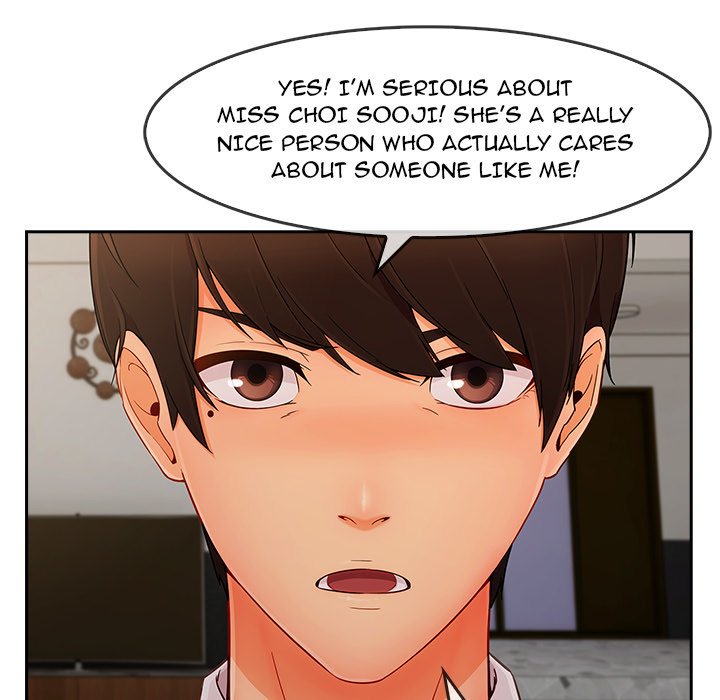 YES! I'M SERIOUS ABOUT
MISS CHOI SOOJI! SHE'S A REALLY
NICE PERSON WHO ACTUALLY CARES
ABOUT SOMEONE LIKE ME!